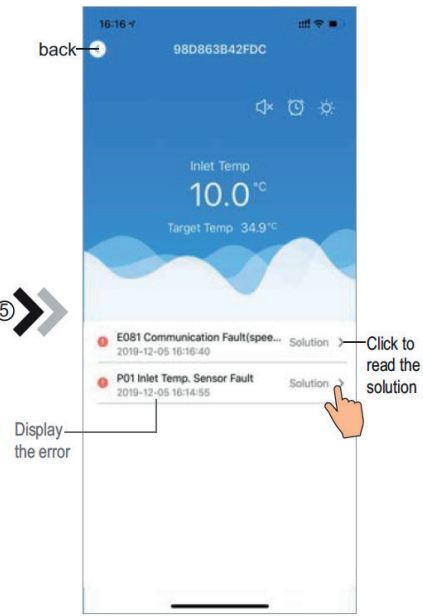 16:16
back
98D863B42FDC
Inlet Temp
10.0 °C
Target Temp 34.9°C
⑤
E081 Communication Fault(spee... Solution
2019-12-05 16:16:40
Click to
read the
solution
P01 Inlet Temp. Sensor Fault Solution
2019-12-05 16:14:55
Display
the error